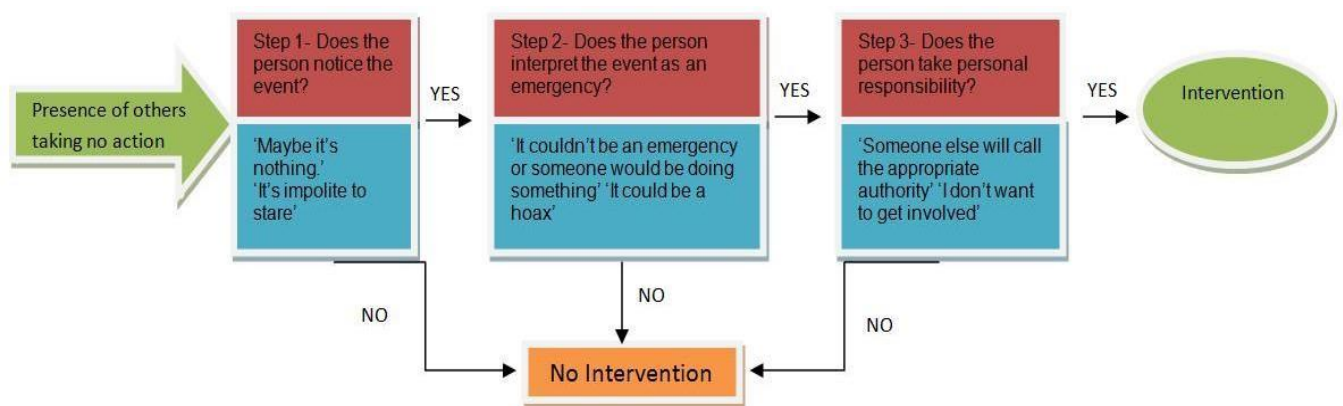 Presence of others
taking no action
Step 1- Does the
person notice the
event?
‘Maybe it’s
nothing.’
‘It’s impolite to
stare’
YES
Step 2- Does the person
interpret the event as an
emergency?
‘It couldn’t be an emergency
or someone would be doing
something’ ‘It could be a
hoax’
YES
Step 3- Does the
person take personal
responsibility?
‘Someone else will call
the appropriate
authority’ ‘I don’t want
to get involved’
YES
Intervention
NO
NO
NO
No Intervention